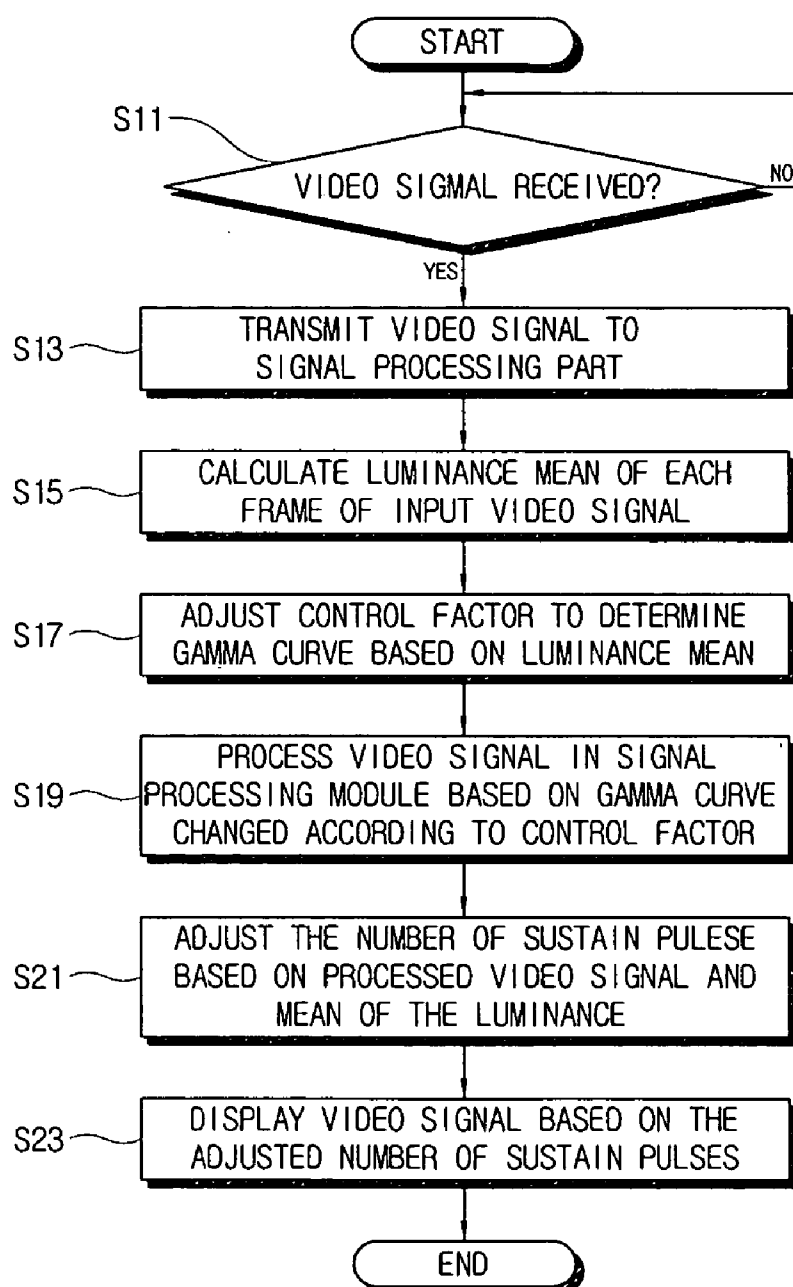 START
S11
VIDEO SIGMAL RECEIVED?
NO
YES
S13
TRANSMIT VIDEO SIGNAL TO
SIGNAL PROCESSING PART
S15
CALCULATE LUMINANCE MEAN OF EACH
FRAME OF INPUT VIDEO SIGNAL
S17
ADJUST CONTROL FACTOR TO DETERMINE
GAMMA CURVE BASED ON LUMINANCE MEAN
S19
PROCESS VIDEO SIGNAL IN SIGNAL
PROCESSING MODULE BASED ON GAMMA CURVE
CHANGED ACCORDING TO CONTROL FACTOR
S21
ADJUST THE NUMBER OF SUSTAIN PULESE
BASED ON PROCESSED VIDEO SIGNAL AND
MEAN OF THE LUMINANCE
S23
DISPLAY VIDEO SIGNAL BASED ON THE
ADJUSTED NUMBER OF SUSTAIN PULSES
END